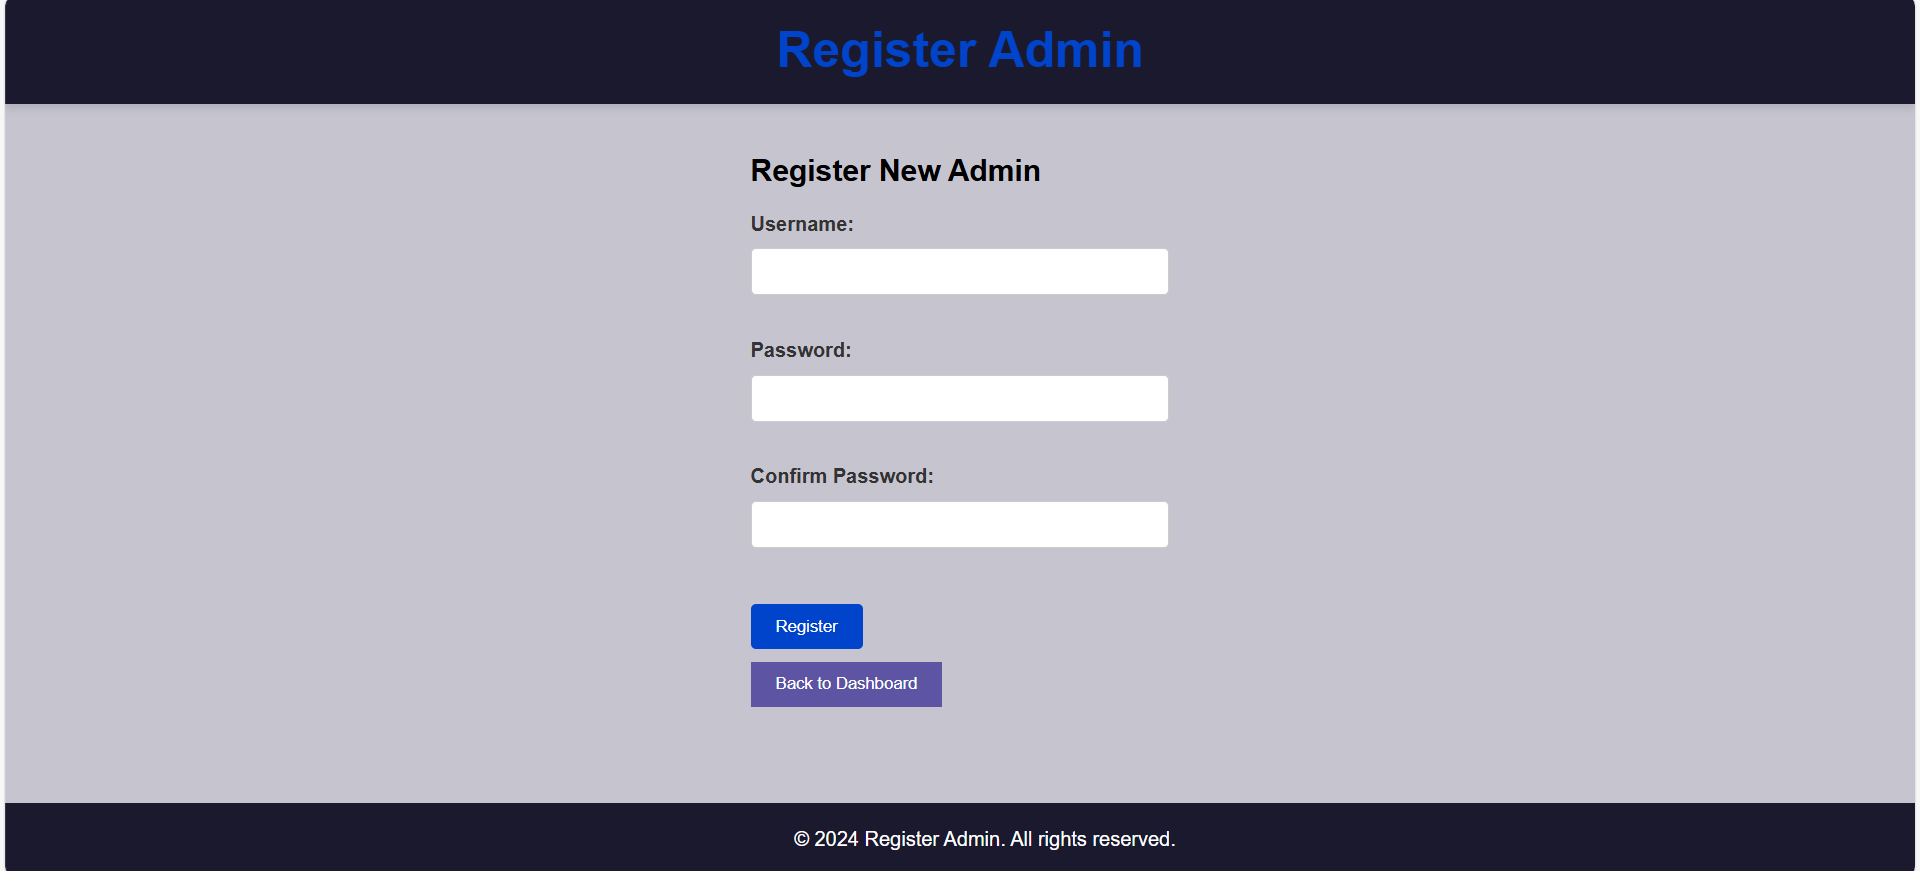 Register Admin
Register New Admin
Username:
Password:
Confirm Password:
Register
Back to Dashboard
© 2024 Register Admin. All rights reserved.